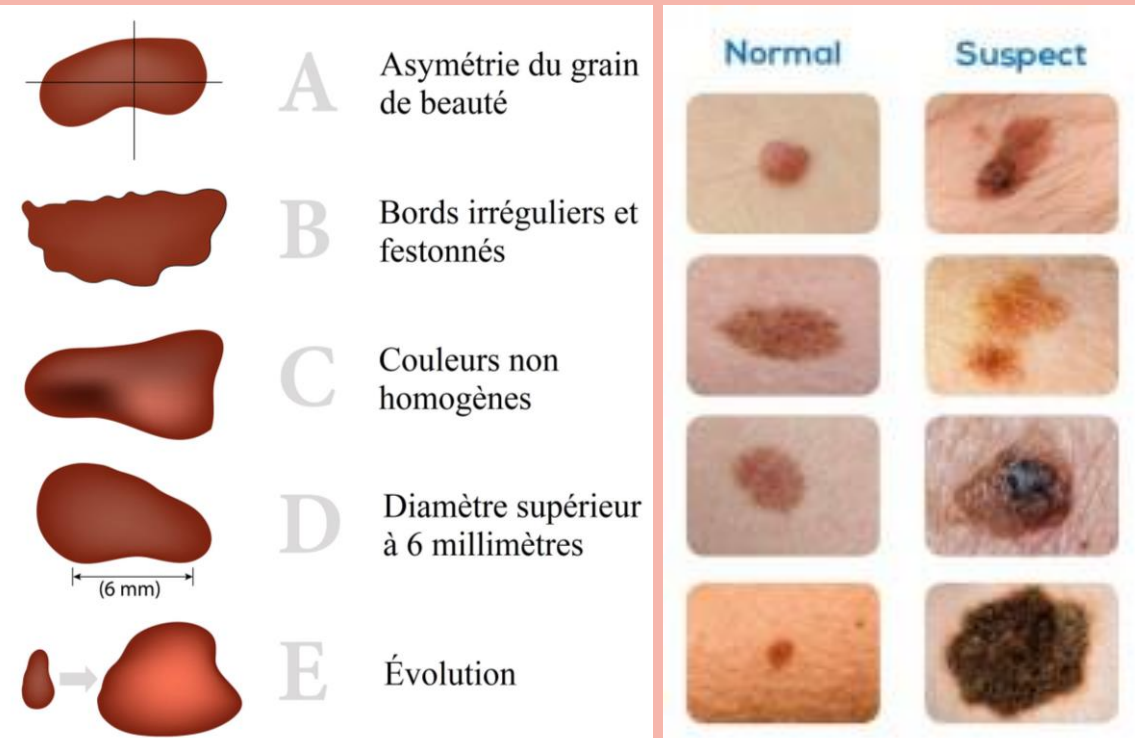 A
Asymétrie du grain
de beauté
B
Bords irréguliers et
festonnés
C
Couleurs non
homogènes
D
Diamètre supérieur
à 6 millimètres
(6 mm)
E
Évolution
Normal
Suspect